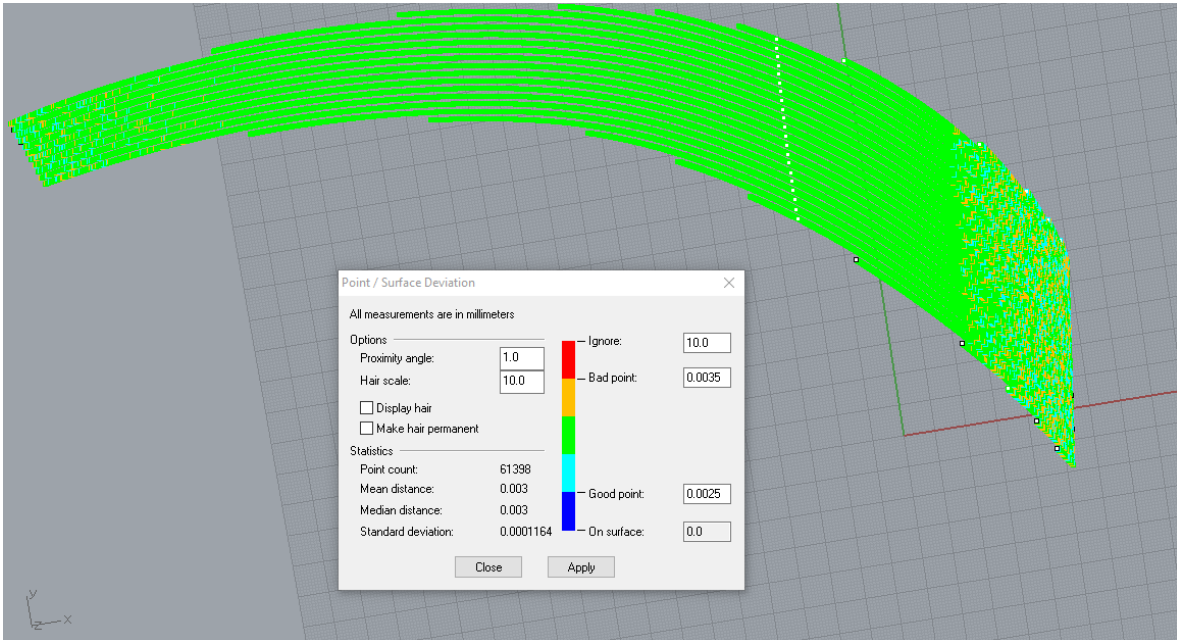 Point / Surface Deviation
All measurements are in millimeters
Options
Proximity angle: 1.0
Hair scale: 10.0
Display hair
Make hair permanent
Statistics
Point count: 61398
Mean distance: 0.003
Median distance: 0.003
Standard deviation: 0.0001164
Ignore: 10.0
Bad point: 0.0035
Good point: 0.0025
On surface: 0.0
Close Apply
y
z x